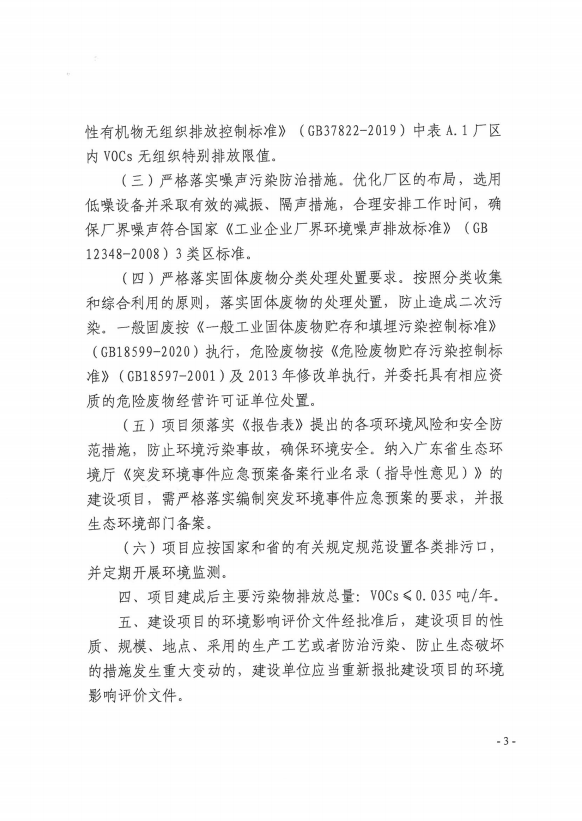 性有机物无组织排放控制标准》（GB37822-2019）中表 A.1 厂区
内 VOCs 无组织特别排放限值。
（三）严格落实噪声污染防治措施。优化厂区的布局，选用
低噪设备并采取有效的减振、隔声措施，合理安排工作时间，确
保厂界噪声符合国家《工业企业厂界环境噪声排放标准》（GB
12348-2008）3 类区标准。
（四）严格落实固体废物分类处理处置要求。按照分类收集
和综合利用的原则，落实固体废物的处理处置，防止造成二次污
染。一般固废按《一般工业固体废物贮存和填埋污染控制标准》
（GB18599-2020）执行，危险废物按《危险废物贮存污染控制标
准》（GB18597-2001）及 2013 年修改单执行，并委托具有相应资
质的危险废物经营许可证单位处置。
（五）项目须落实《报告表》提出的各项环境风险和安全防
范措施，防止环境污染事故，确保环境安全。纳入广东省生态环
境厅《突发环境事件应急预案备案行业名录（指导性意见）》的
建设项目，需严格落实编制突发环境事件应急预案的要求，并报
生态环境部门备案。
（六）项目应按国家和省的有关规定规范设置各类排污口，
并定期开展环境监测。
四、项目建成后主要污染物排放总量：VOCs≤0.035 吨/年。
五、建设项目的环境影响评价文件经批准后，建设项目的性
质、规模、地点、采用的生产工艺或者防治污染、防止生态破坏
的措施发生重大变动的，建设单位应当重新报批建设项目的环境
影响评价文件。
- 3 -